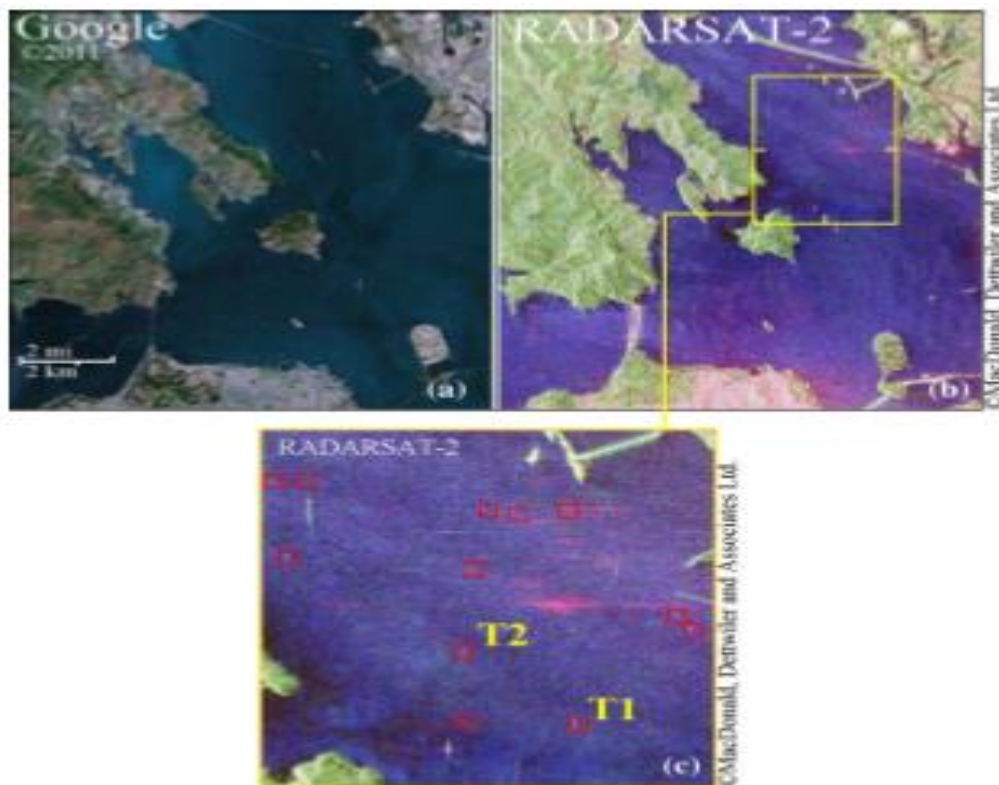 Google
©2011
2 mi
2 km
(a)
RADARSAT-2
(b)
©MacDonald, Dettwiler and Associates Ltd.
RADARSAT-2
T2
T1
(c)
©MacDonald, Dettwiler and Associates Ltd.